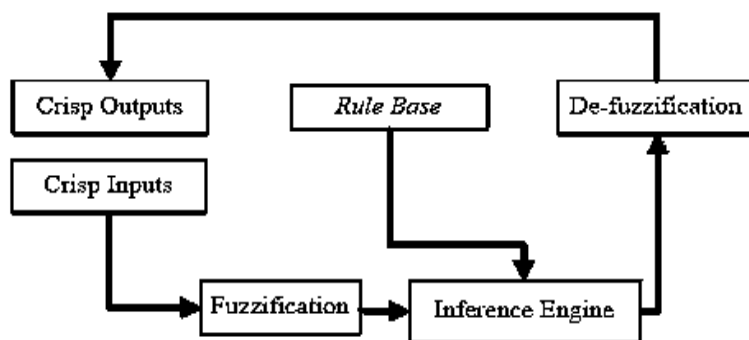 Crisp Outputs
Rule Base
De-fuzzification
Crisp Inputs
Fuzzification
Inference Engine